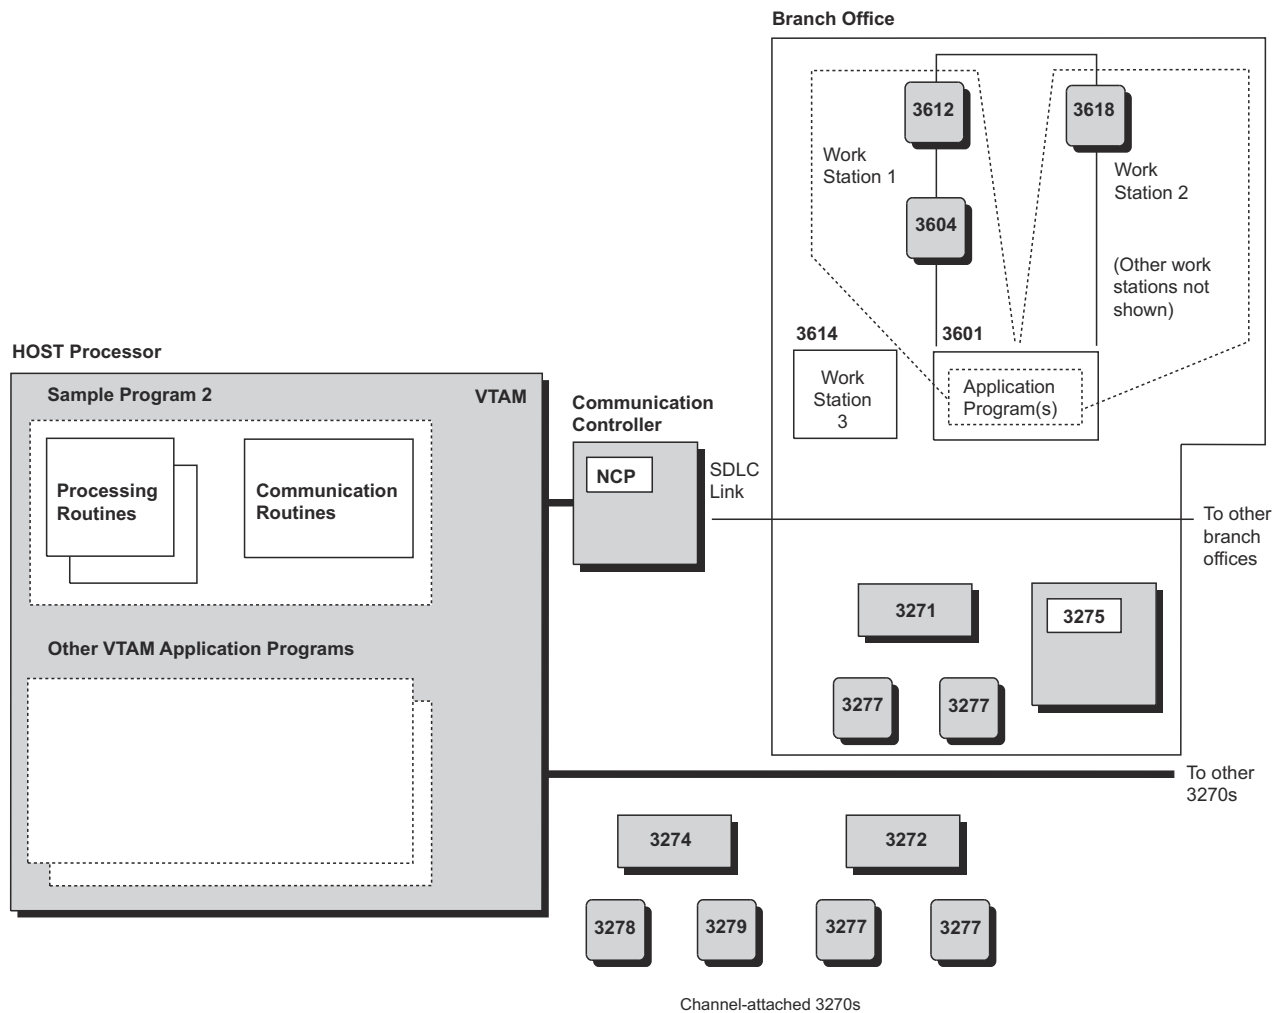 Branch Office
3612
3618
Work
Station 1
Work
Station 2
3604
(Other work
stations not
shown)
3614
3601
Work
Station
3
Application
Program(s)
HOST Processor
Sample Program 2
VTAM
Processing
Routines
Communication
Routines
Communication
Controller
NCP
SDLC
Link
To other
branch
offices
3271
3275
3277
3277
Other VTAM Application Programs
To other
3270s
3274
3272
3278
3279
3277
3277
Channel-attached 3270s